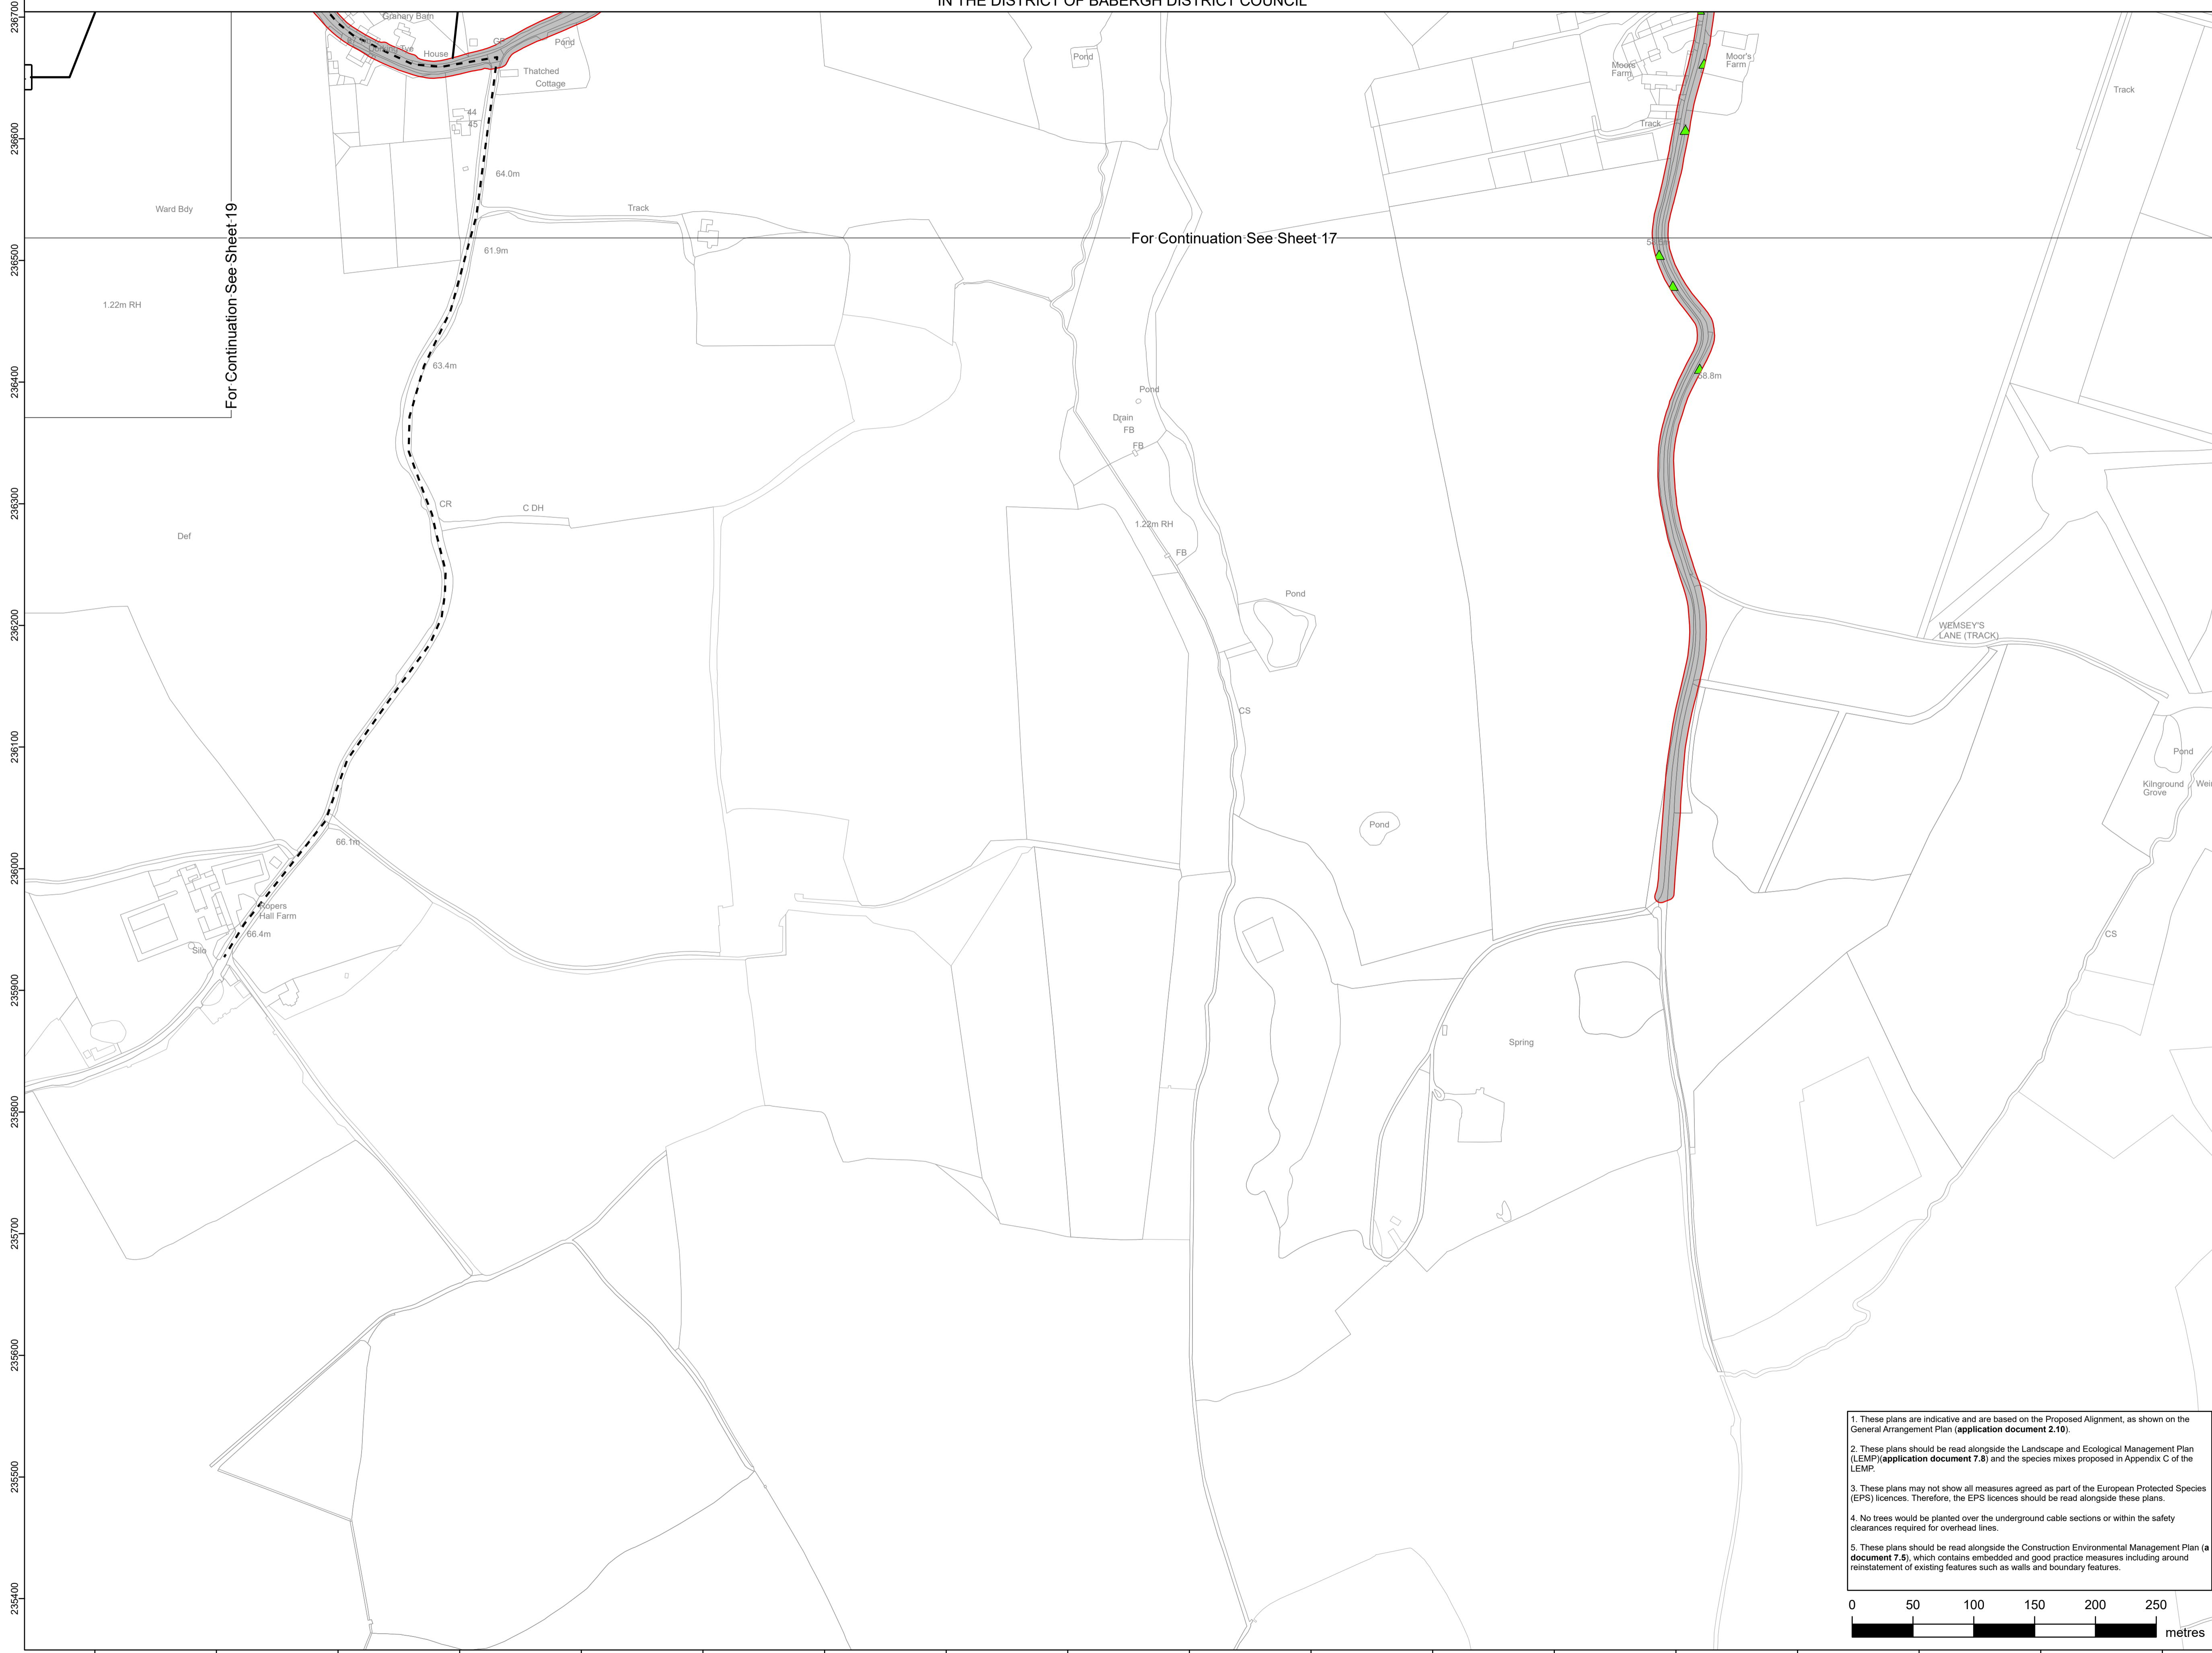 IN THE DISTRICT OF BABERGH DISTRICT COUNCIL
236700
236600
236500
236400
236300
236200
236100
236000
235900
235800
235700
235600
235500
235400
Granary Barn
House
Pond
Thatched
Cottage
44
45
64.0m
Track
61.9m
63.4m
Ward Bdy
1.22m RH
For Continuation See Sheet 19
For Continuation See Sheet 17
Pond
Moors
Farm
Moor's
Farm
Track
Track
58.8m
Pond
Drain
FB
FB
CR
C DH
1.22m RH
FB
Def
Pond
WEMSEY'S
LANE (TRACK)
CS
Pond
Kilnground
Grove
Weir
Pond
66.1m
Ropers
Hall Farm
66.4m
Silo
CS
Spring
1. These plans are indicative and are based on the Proposed Alignment, as shown on the
General Arrangement Plan (application document 2.10).
2. These plans should be read alongside the Landscape and Ecological Management Plan
(LEMP)(application document 7.8) and the species mixes proposed in Appendix C of the
LEMP.
3. These plans may not show all measures agreed as part of the European Protected Species
(EPS) licences. Therefore, the EPS licences should be read alongside these plans.
4. No trees would be planted over the underground cable sections or within the safety
clearances required for overhead lines.
5. These plans should be read alongside the Construction Environmental Management Plan (a
document 7.5), which contains embedded and good practice measures including around
reinstatement of existing features such as walls and boundary features.
0 50 100 150 200 250
metres